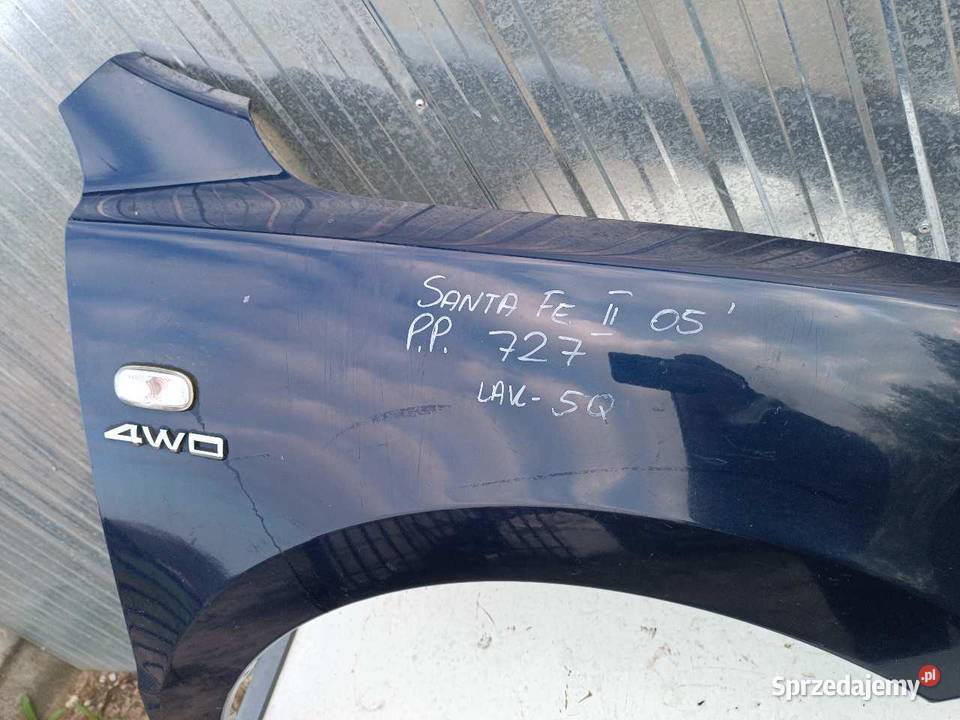 SANTA FE II 05'
P.P. 727
LAK-5Q
4WD
Sprzedajemy.pl